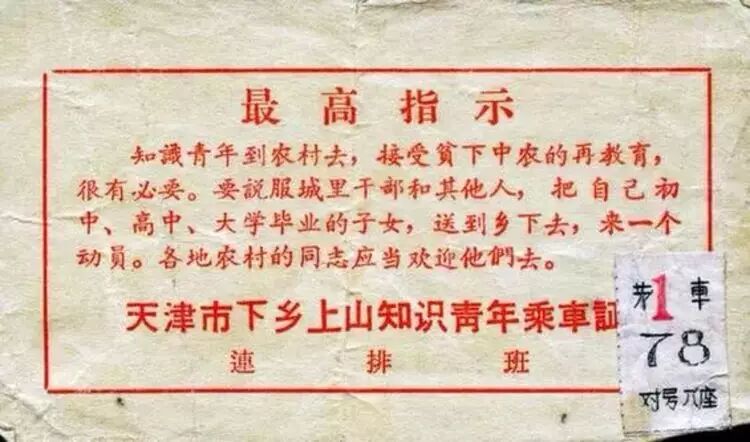 最高指示
知識青年到农村去，接受貧下中农的再教育，
很有必要。要説服城里干部和其他人，把自己初
中、高中、大学毕业的子女，送到乡下去，来一个
动員。各地农村的同志应当欢迎他們去。
天津市下乡上山知识青年乘車証
連 排 班
1 車
78
对号入座